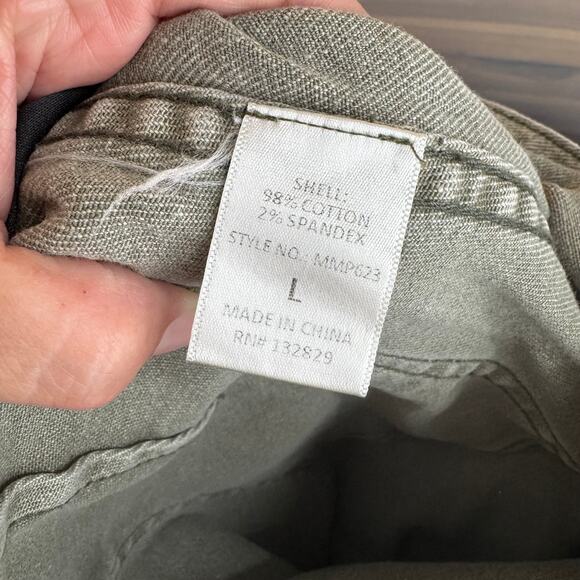 SHELL:
98% COTTON
2% SPANDEX
STYLE NO.: MMP623
L
MADE IN CHINA
RN# 132829